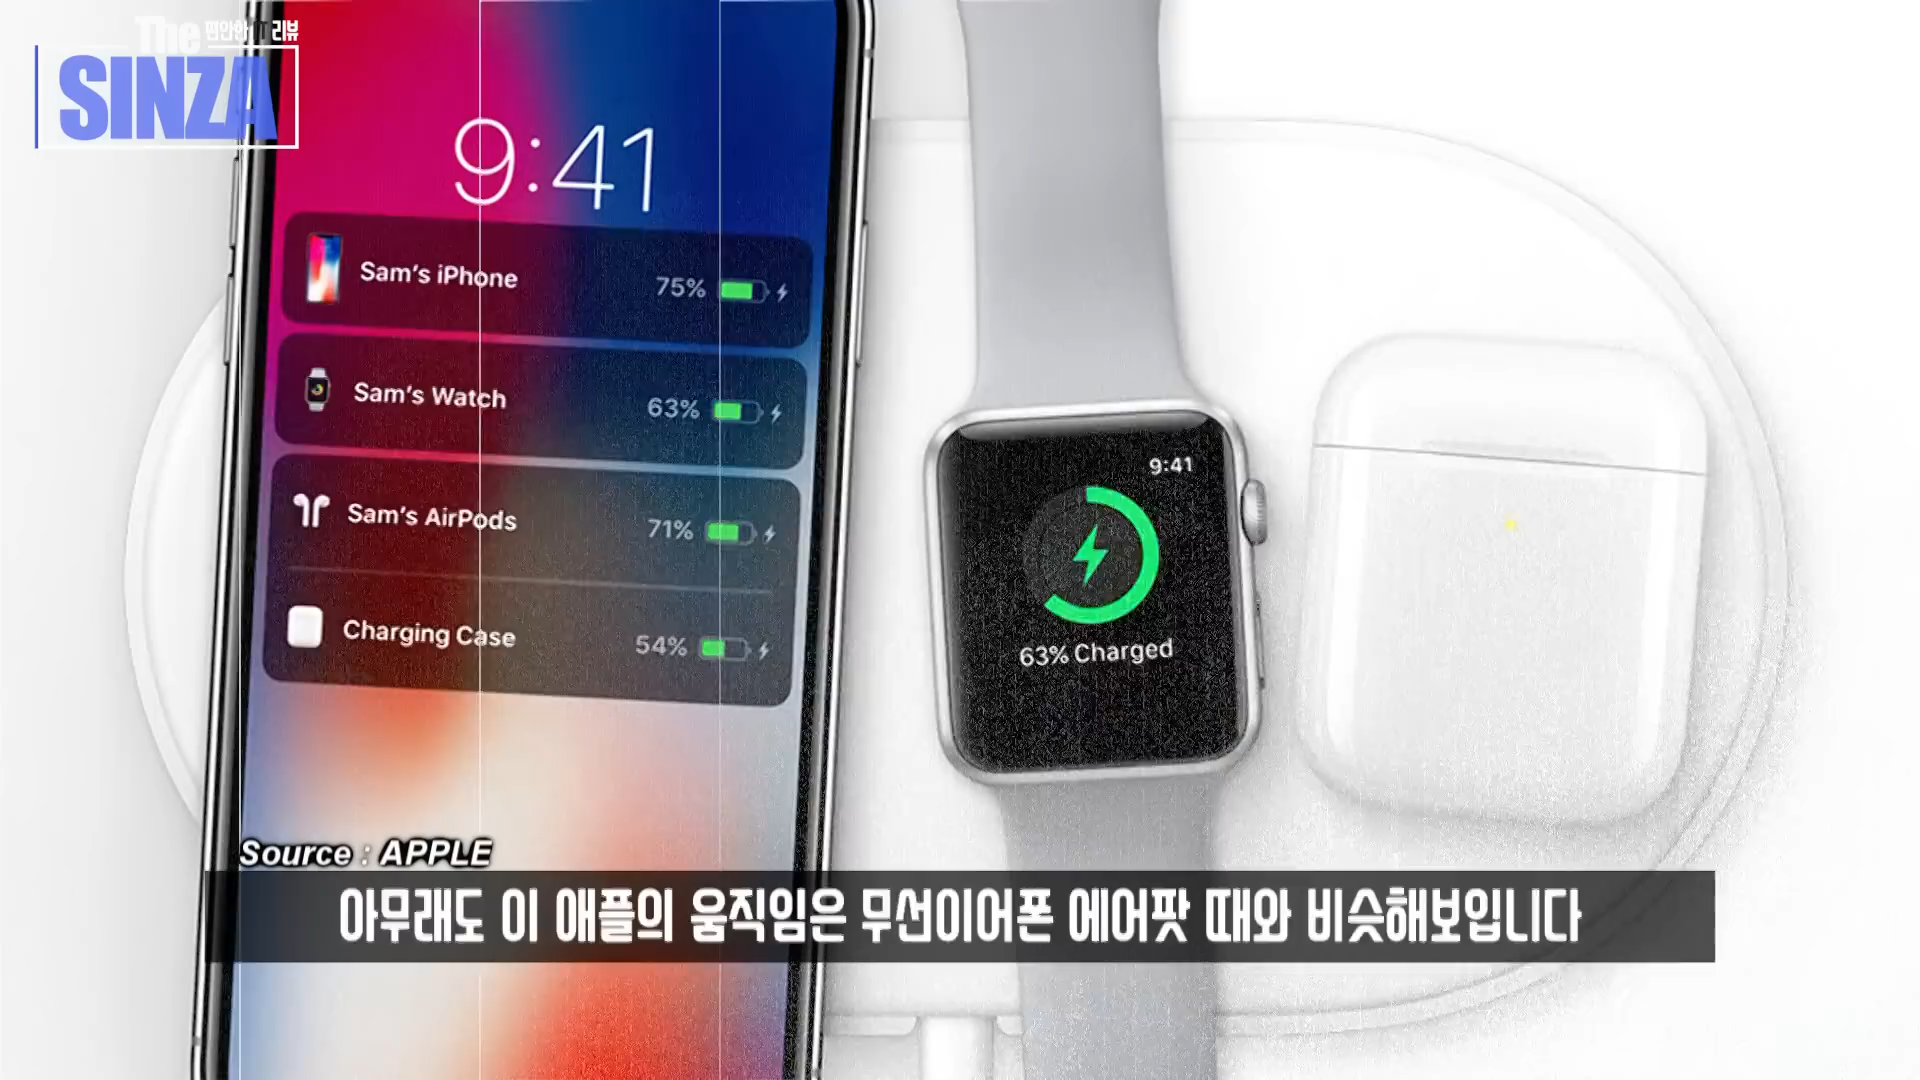 The 편안한 IT 리뷰
SINZA
9:41
Sam's iPhone 75%
Sam's Watch 63%
Sam's AirPods 71%
Charging Case 54%
9:41
63% Charged
Source : APPLE
아무래도 이 애플의 움직임은 무선이어폰 에어팟 때와 비슷해보입니다